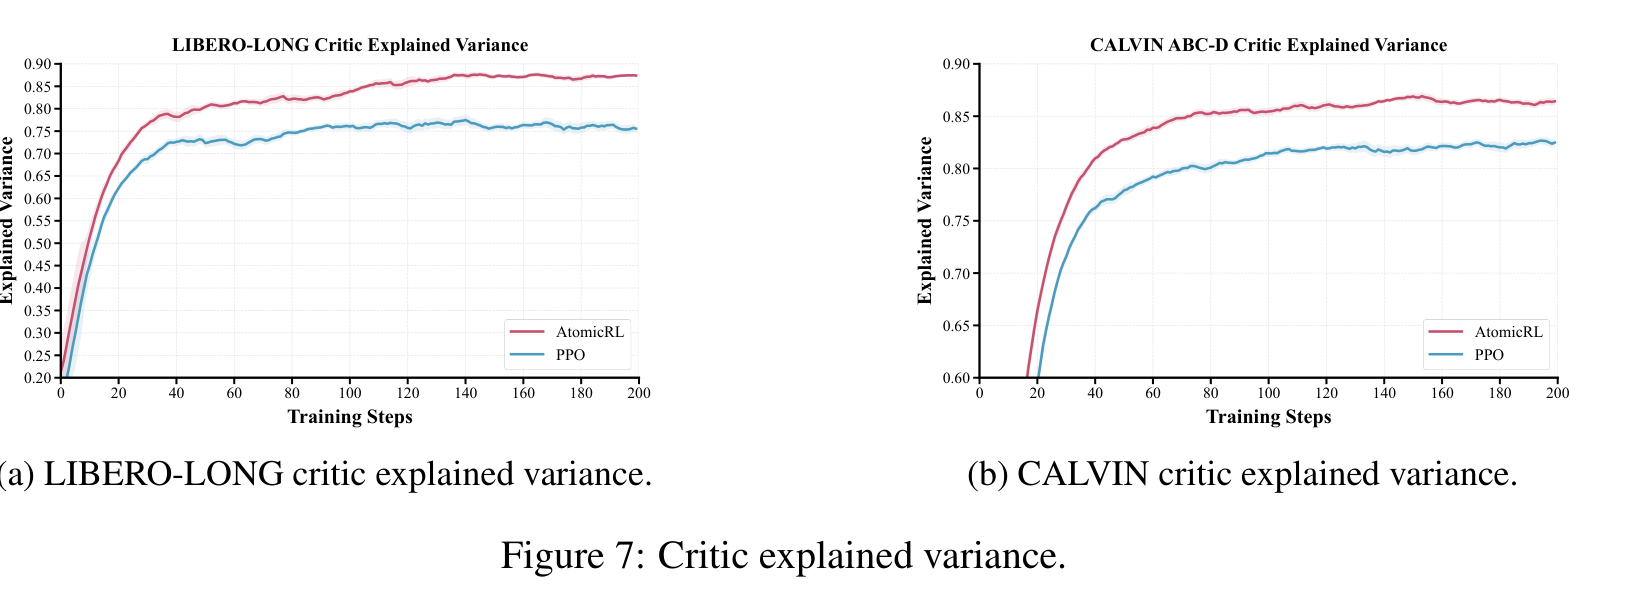 LIBERO-LONG Critic Explained Variance
0.90
0.85
0.80
0.75
0.70
0.65
0.60
0.55
0.50
0.45
0.40
0.35
0.30
0.25
0.20
Explained Variance
AtomicRL
PPO
0 20 40 60 80 100 120 140 160 180 200
Training Steps
(a) LIBERO-LONG critic explained variance.
CALVIN ABC-D Critic Explained Variance
0.90
0.85
0.80
0.75
0.70
0.65
0.60
Explained Variance
AtomicRL
PPO
0 20 40 60 80 100 120 140 160 180 200
Training Steps
(b) CALVIN critic explained variance.
Figure 7: Critic explained variance.